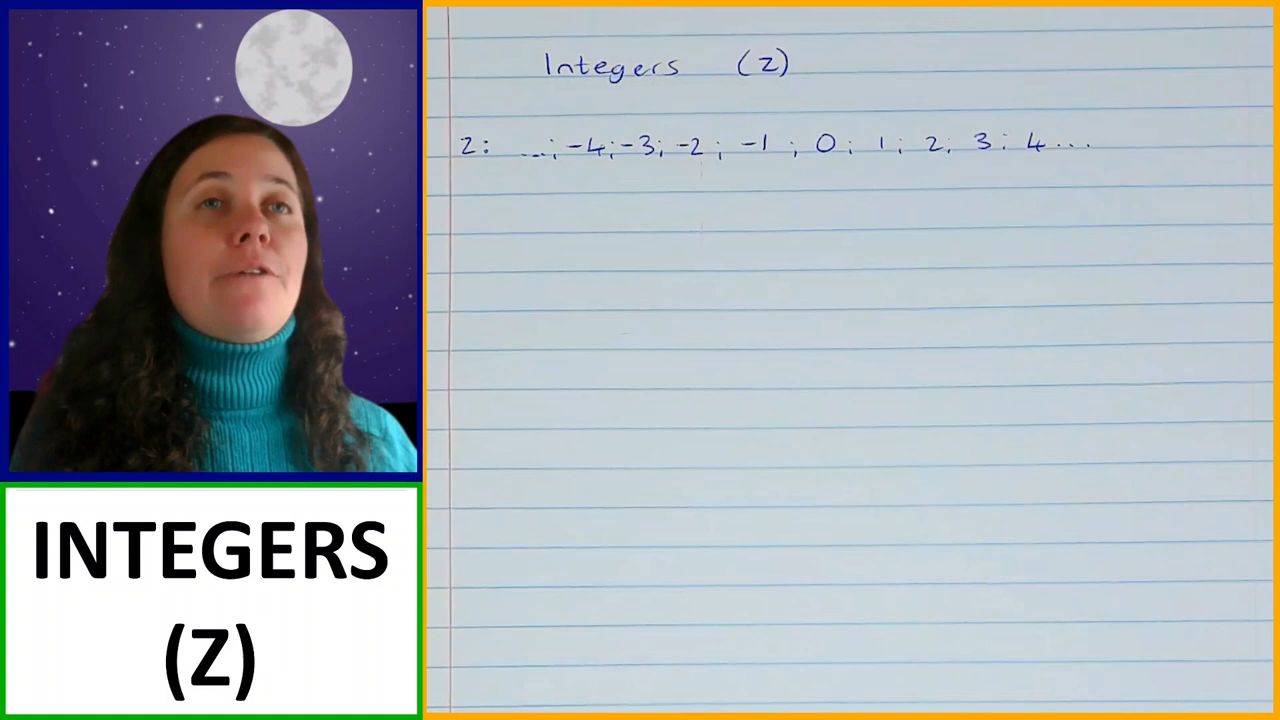 Integers (Z)
Z: ...; -4; -3; -2; -1; 0; 1; 2; 3; 4...
INTEGERS
(Z)